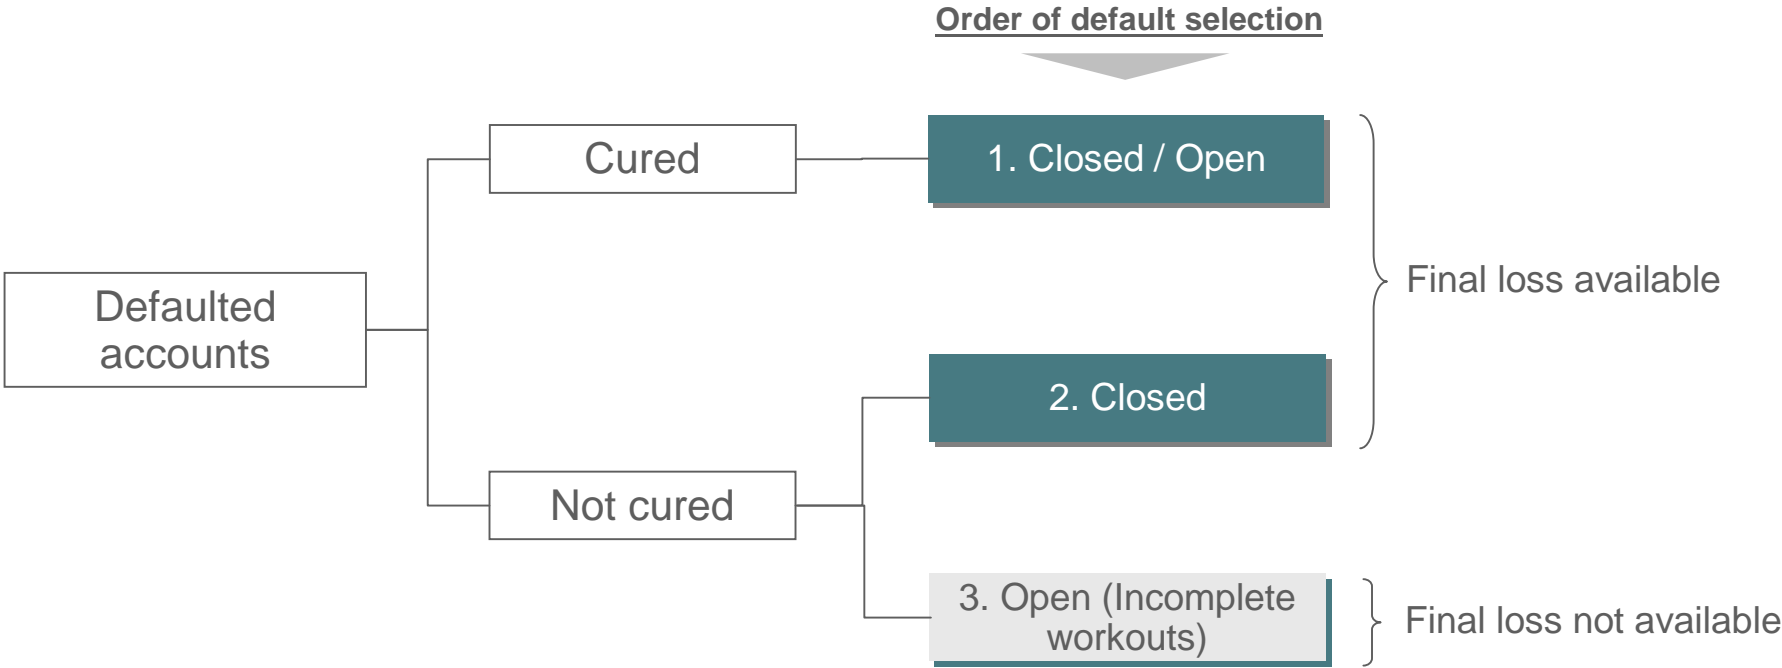 Order of default selection
Cured
1. Closed / Open
Final loss available
Defaulted
accounts
2. Closed
Not cured
3. Open (Incomplete
workouts)
Final loss not available